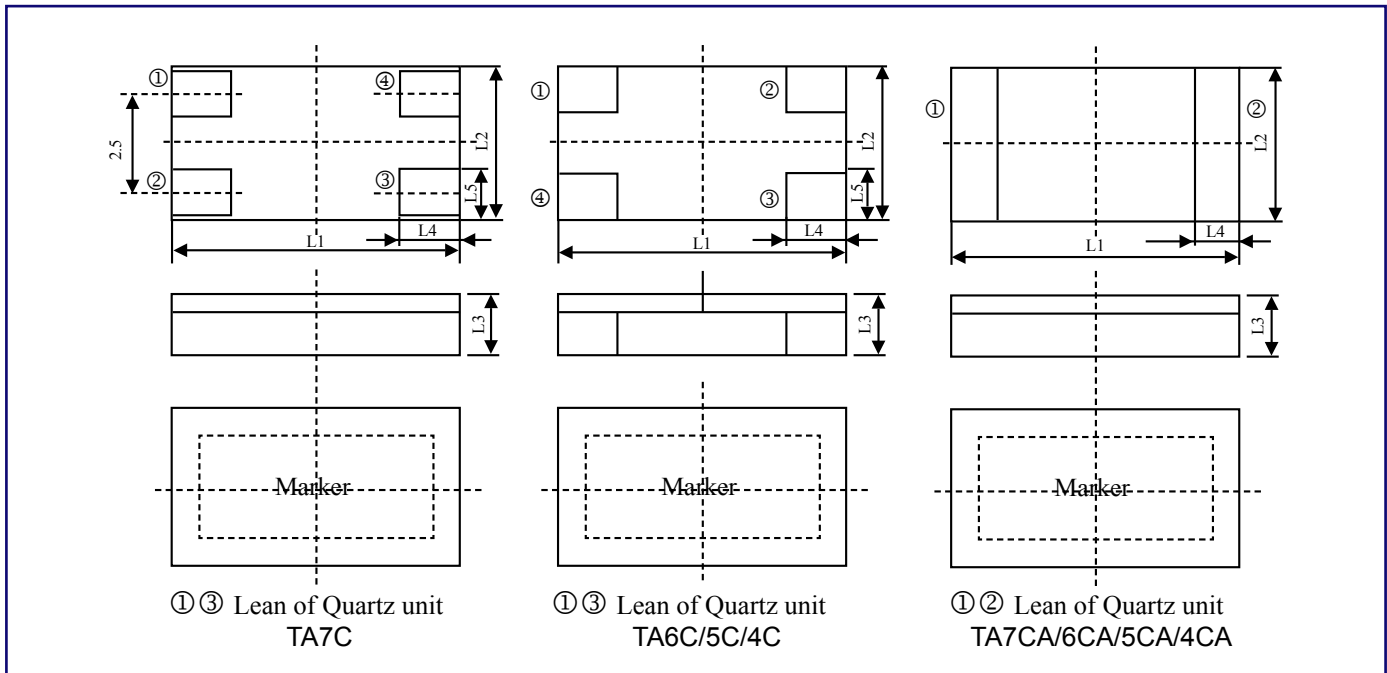 ① ④
2.5
L2
② ③
L5
L4
L1
L3
Marker
①③ Lean of Quartz unit
TA7C
① ②
L2
④ ③
L5
L4
L1
L3
Marker
①③ Lean of Quartz unit
TA6C/5C/4C
① ②
L2
L4
L1
L3
Marker
①② Lean of Quartz unit
TA7CA/6CA/5CA/4CA